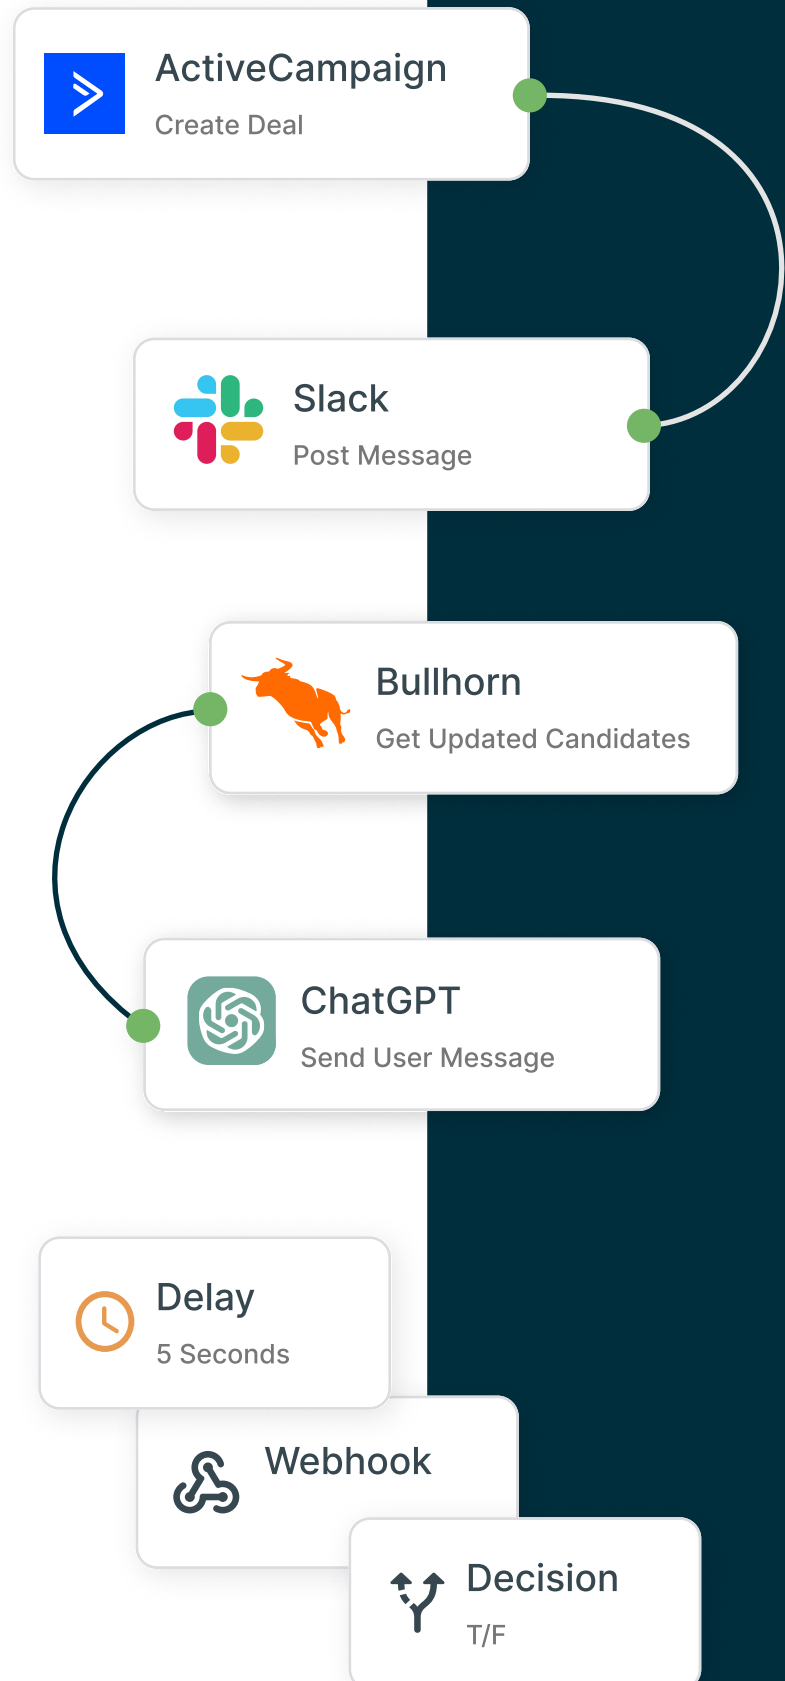 ActiveCampaign
Create Deal
Slack
Post Message
Bullhorn
Get Updated Candidates
ChatGPT
Send User Message
Delay
5 Seconds
Webhook
Decision
T/F